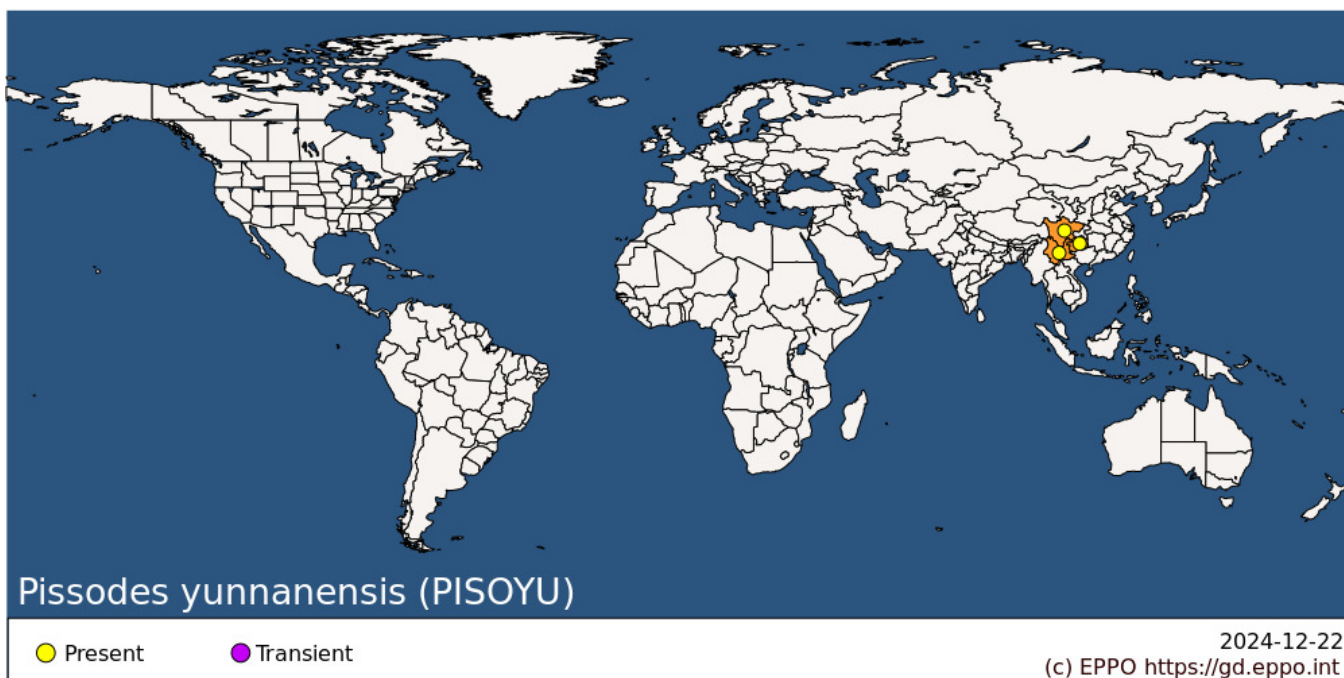 Pissodes yunnanensis (PISOYU)
Present
Transient
2024-12-22
(c) EPPO https://gd.eppo.int